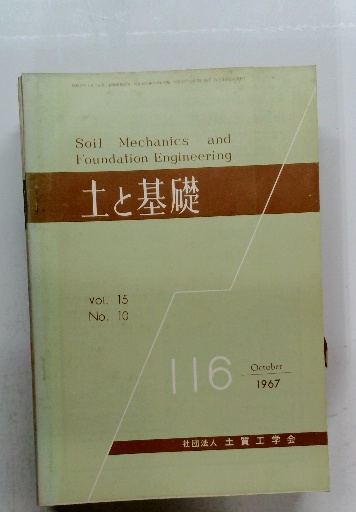 Soil Mechanics and
Foundation Engineering
土と基礎
Vol. 15
No. 10
116
October
1967
社団法人 土質工学会